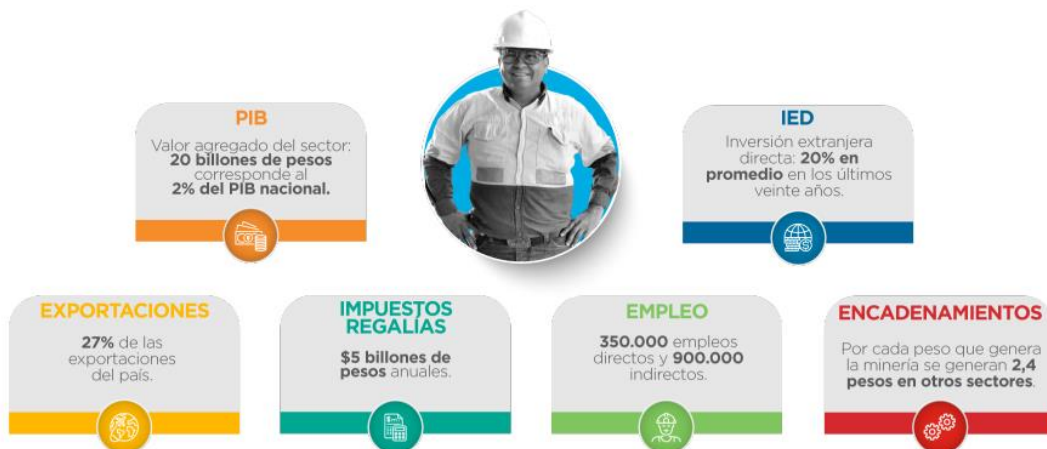 PIB
Valor agregado del sector:
20 billones de pesos
corresponde al
2% del PIB nacional.
IED
Inversión extranjera
directa: 20% en
promedio en los últimos
veinte años.
EXPORTACIONES
27% de las
exportaciones
del país.
IMPUESTOS
REGALÍAS
$5 billones de
pesos anuales.
EMPLEO
350.000 empleos
directos y 900.000
indirectos.
ENCADENAMIENTOS
Por cada peso que genera
la minería se generan 2,4
pesos en otros sectores.